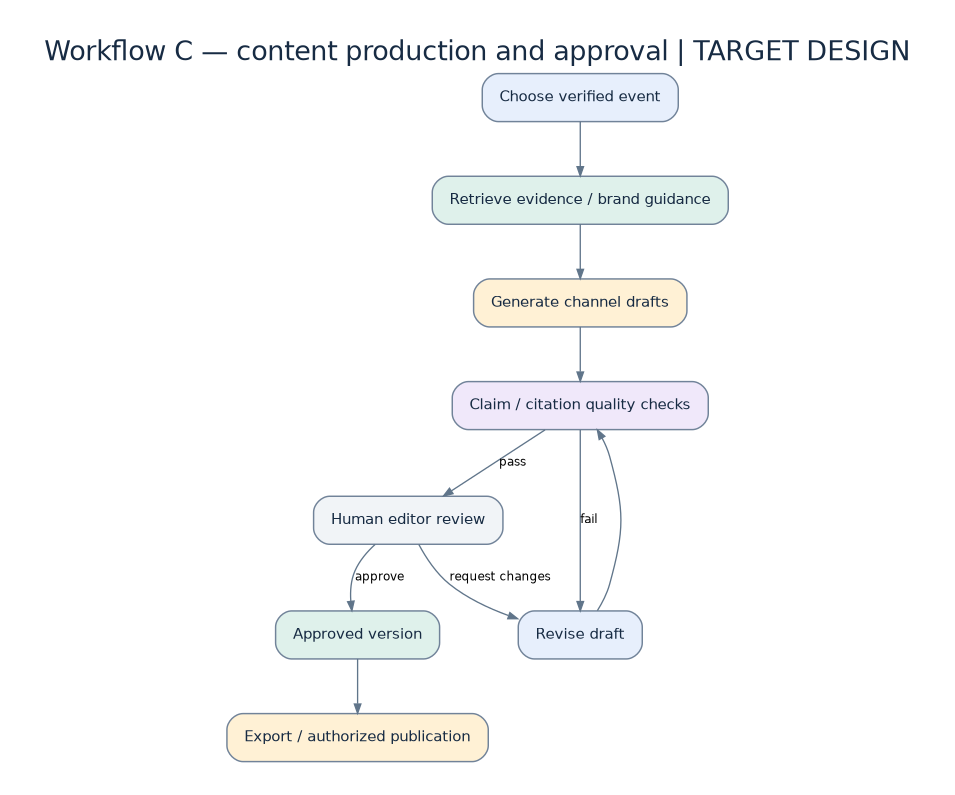 Workflow C — content production and approval | TARGET DESIGN
Choose verified event
Retrieve evidence / brand guidance
Generate channel drafts
Claim / citation quality checks
pass
Human editor review
fail
approve
request changes
Approved version
Revise draft
Export / authorized publication